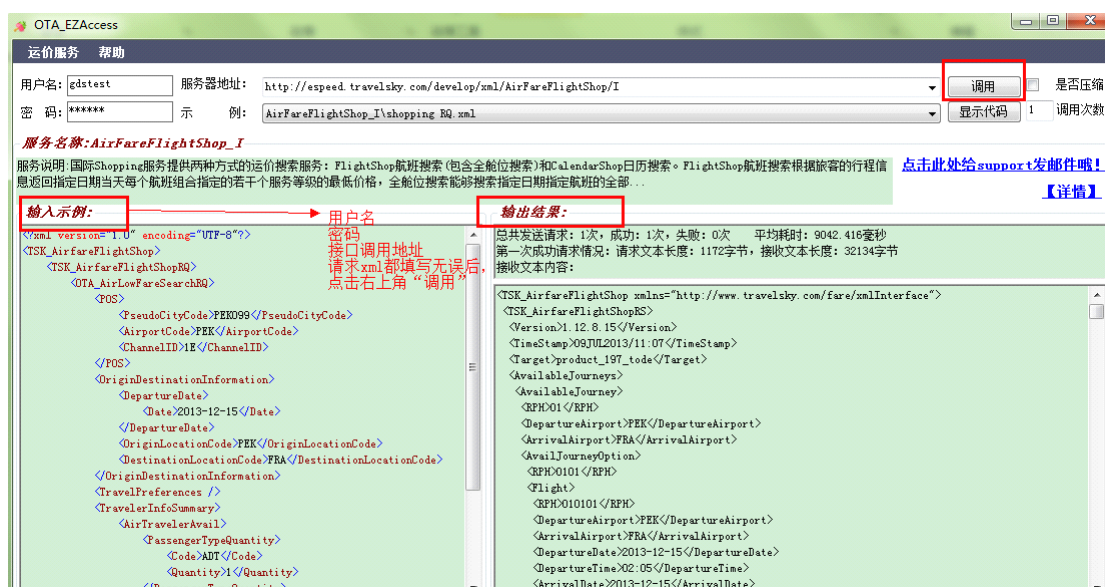 OTA_EZAccess
运价服务 帮助
用户名: gdstest 服务器地址: http://espeed.travelsky.com/develop/xml/AirFareFlightShop/I 调用 是否压缩
密 码: ****** 示 例: AirFareFlightShop_I\shopping RQ.xml 显示代码 1 调用次数
服务名称:AirFareFlightShop_I
服务说明:国际Shopping服务提供两种方式的运价搜索服务：FlightShop航班搜索(包含全舱位搜索)和CalendarShop日历搜索。FlightShop航班搜索根据旅客的行程信
息返回指定日期当天每个航班组合指定的若干个服务等级的最低价格，全舱位搜索能够搜索指定日期指定航班的全部...
点击此处给support发邮件哦!
【详情】
输入示例:
用户名
密码
接口调用地址
请求xml都填写无误后，
点击右上角“调用”
<?xml version="1.0" encoding="UTF-8"?>
<TSK_AirfareFlightShop>
<TSK_AirfareFlightShopRQ>
<OTA_AirLowFareSearchRQ>
<POS>
<PseudoCityCode>PEK099</PseudoCityCode>
<AirportCode>PEK</AirportCode>
<ChannelID>1E</ChannelID>
</POS>
<OriginDestinationInformation>
<DepartureDate>
<Date>2013-12-15</Date>
</DepartureDate>
<OriginLocationCode>PEK</OriginLocationCode>
<DestinationLocationCode>FRA</DestinationLocationCode>
</OriginDestinationInformation>
<TravelPreferences />
<TravelerInfoSummary>
<AirTravelerAvail>
<PassengerTypeQuantity>
<Code>ADT</Code>
<Quantity>1</Quantity>
输出结果:
总共发送请求：1次，成功：1次，失败：0次 平均耗时：9042.416毫秒
第一次成功请求情况：请求文本长度：1172字节，接收文本长度：32134字节
接收文本内容：
<TSK_AirfareFlightShop xmlns="http://www.travelsky.com/fare/xmlInterface">
<TSK_AirfareFlightShopRS>
<Version>1.12.8.15</Version>
<TimeStamp>09JUL2013/11:07</TimeStamp>
<Target>product_197_tode</Target>
<AvailableJourneys>
<AvailableJourney>
<RPH>01</RPH>
<DepartureAirport>PEK</DepartureAirport>
<ArrivalAirport>FRA</ArrivalAirport>
<AvailJourneyOption>
<RPH>0101</RPH>
<Flight>
<RPH>010101</RPH>
<DepartureAirport>PEK</DepartureAirport>
<ArrivalAirport>FRA</ArrivalAirport>
<DepartureDate>2013-12-15</DepartureDate>
<DepartureTime>02:05</DepartureTime>
<ArrivalDate>2013-12-15</ArrivalDate>